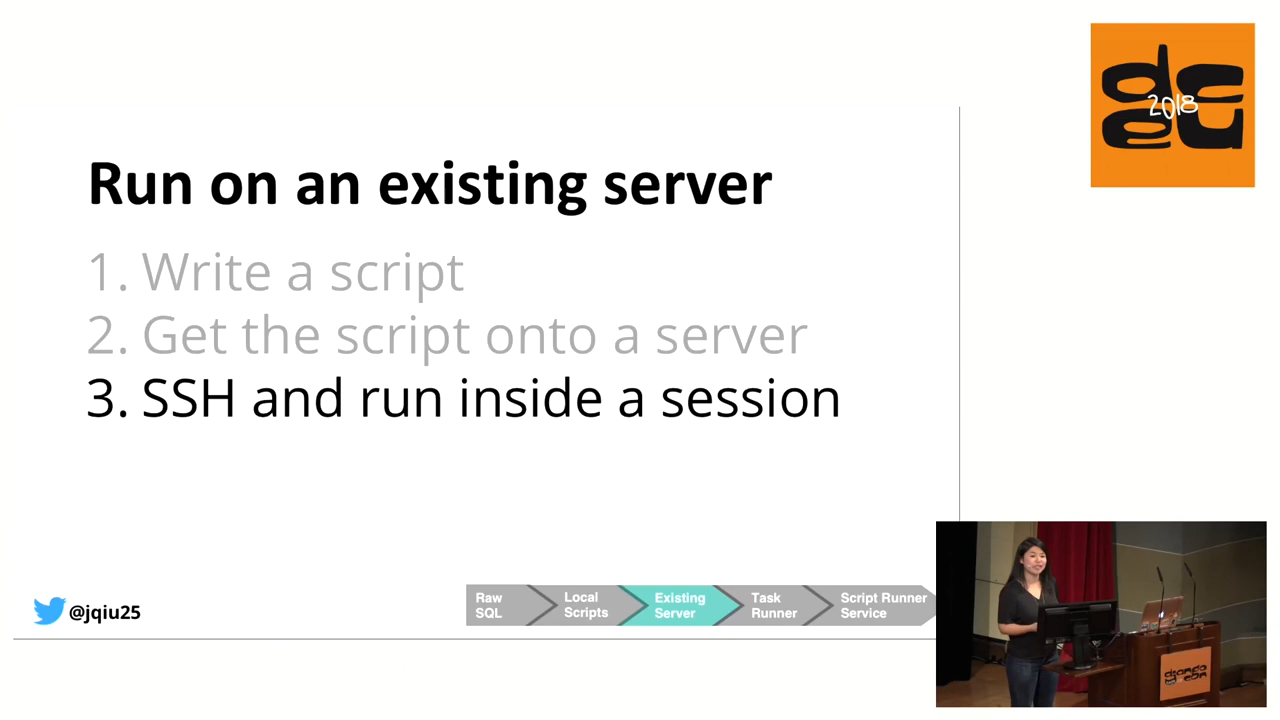 2018
Run on an existing server
1. Write a script
2. Get the script onto a server
3. SSH and run inside a session
@jqiu25
Raw
SQL
Local
Scripts
Existing
Server
Task
Runner
Script Runner
Service